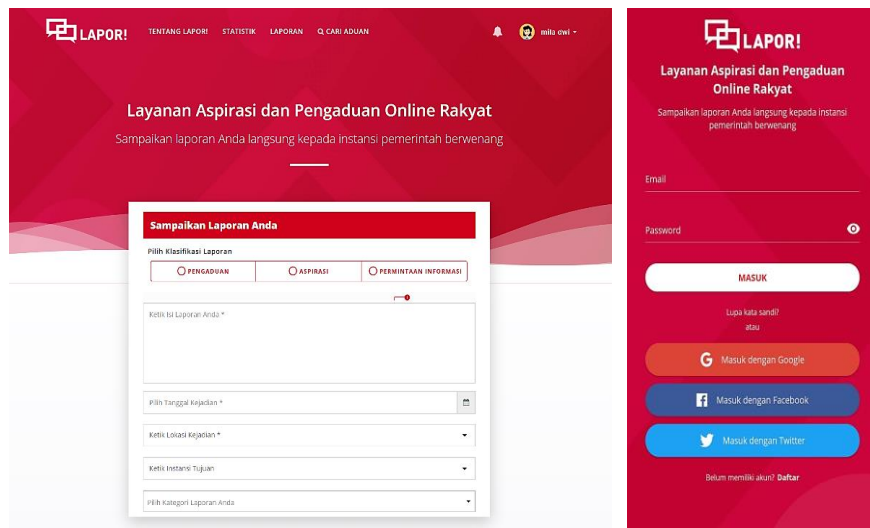 LAPOR!
TENTANG LAPOR! STATISTIK LAPORAN CARI ADUAN
mila dwi
Layanan Aspirasi dan Pengaduan Online Rakyat
Sampaikan laporan Anda langsung kepada instansi pemerintah berwenang
Sampaikan Laporan Anda
Pilih Klasifikasi Laporan
PENGADUAN ASPIRASI PERMINTAAN INFORMASI
Ketik Isi Laporan Anda *
Pilih Tanggal Kejadian *
Ketik Lokasi Kejadian *
Ketik Instansi Tujuan
Pilih Kategori Laporan Anda
LAPOR!
Layanan Aspirasi dan Pengaduan
Online Rakyat
Sampaikan laporan Anda langsung kepada instansi
pemerintah berwenang
Email
Password
MASUK
Lupa kata sandi?
atau
G Masuk dengan Google
f Masuk dengan Facebook
Masuk dengan Twitter
Belum memiliki akun? Daftar